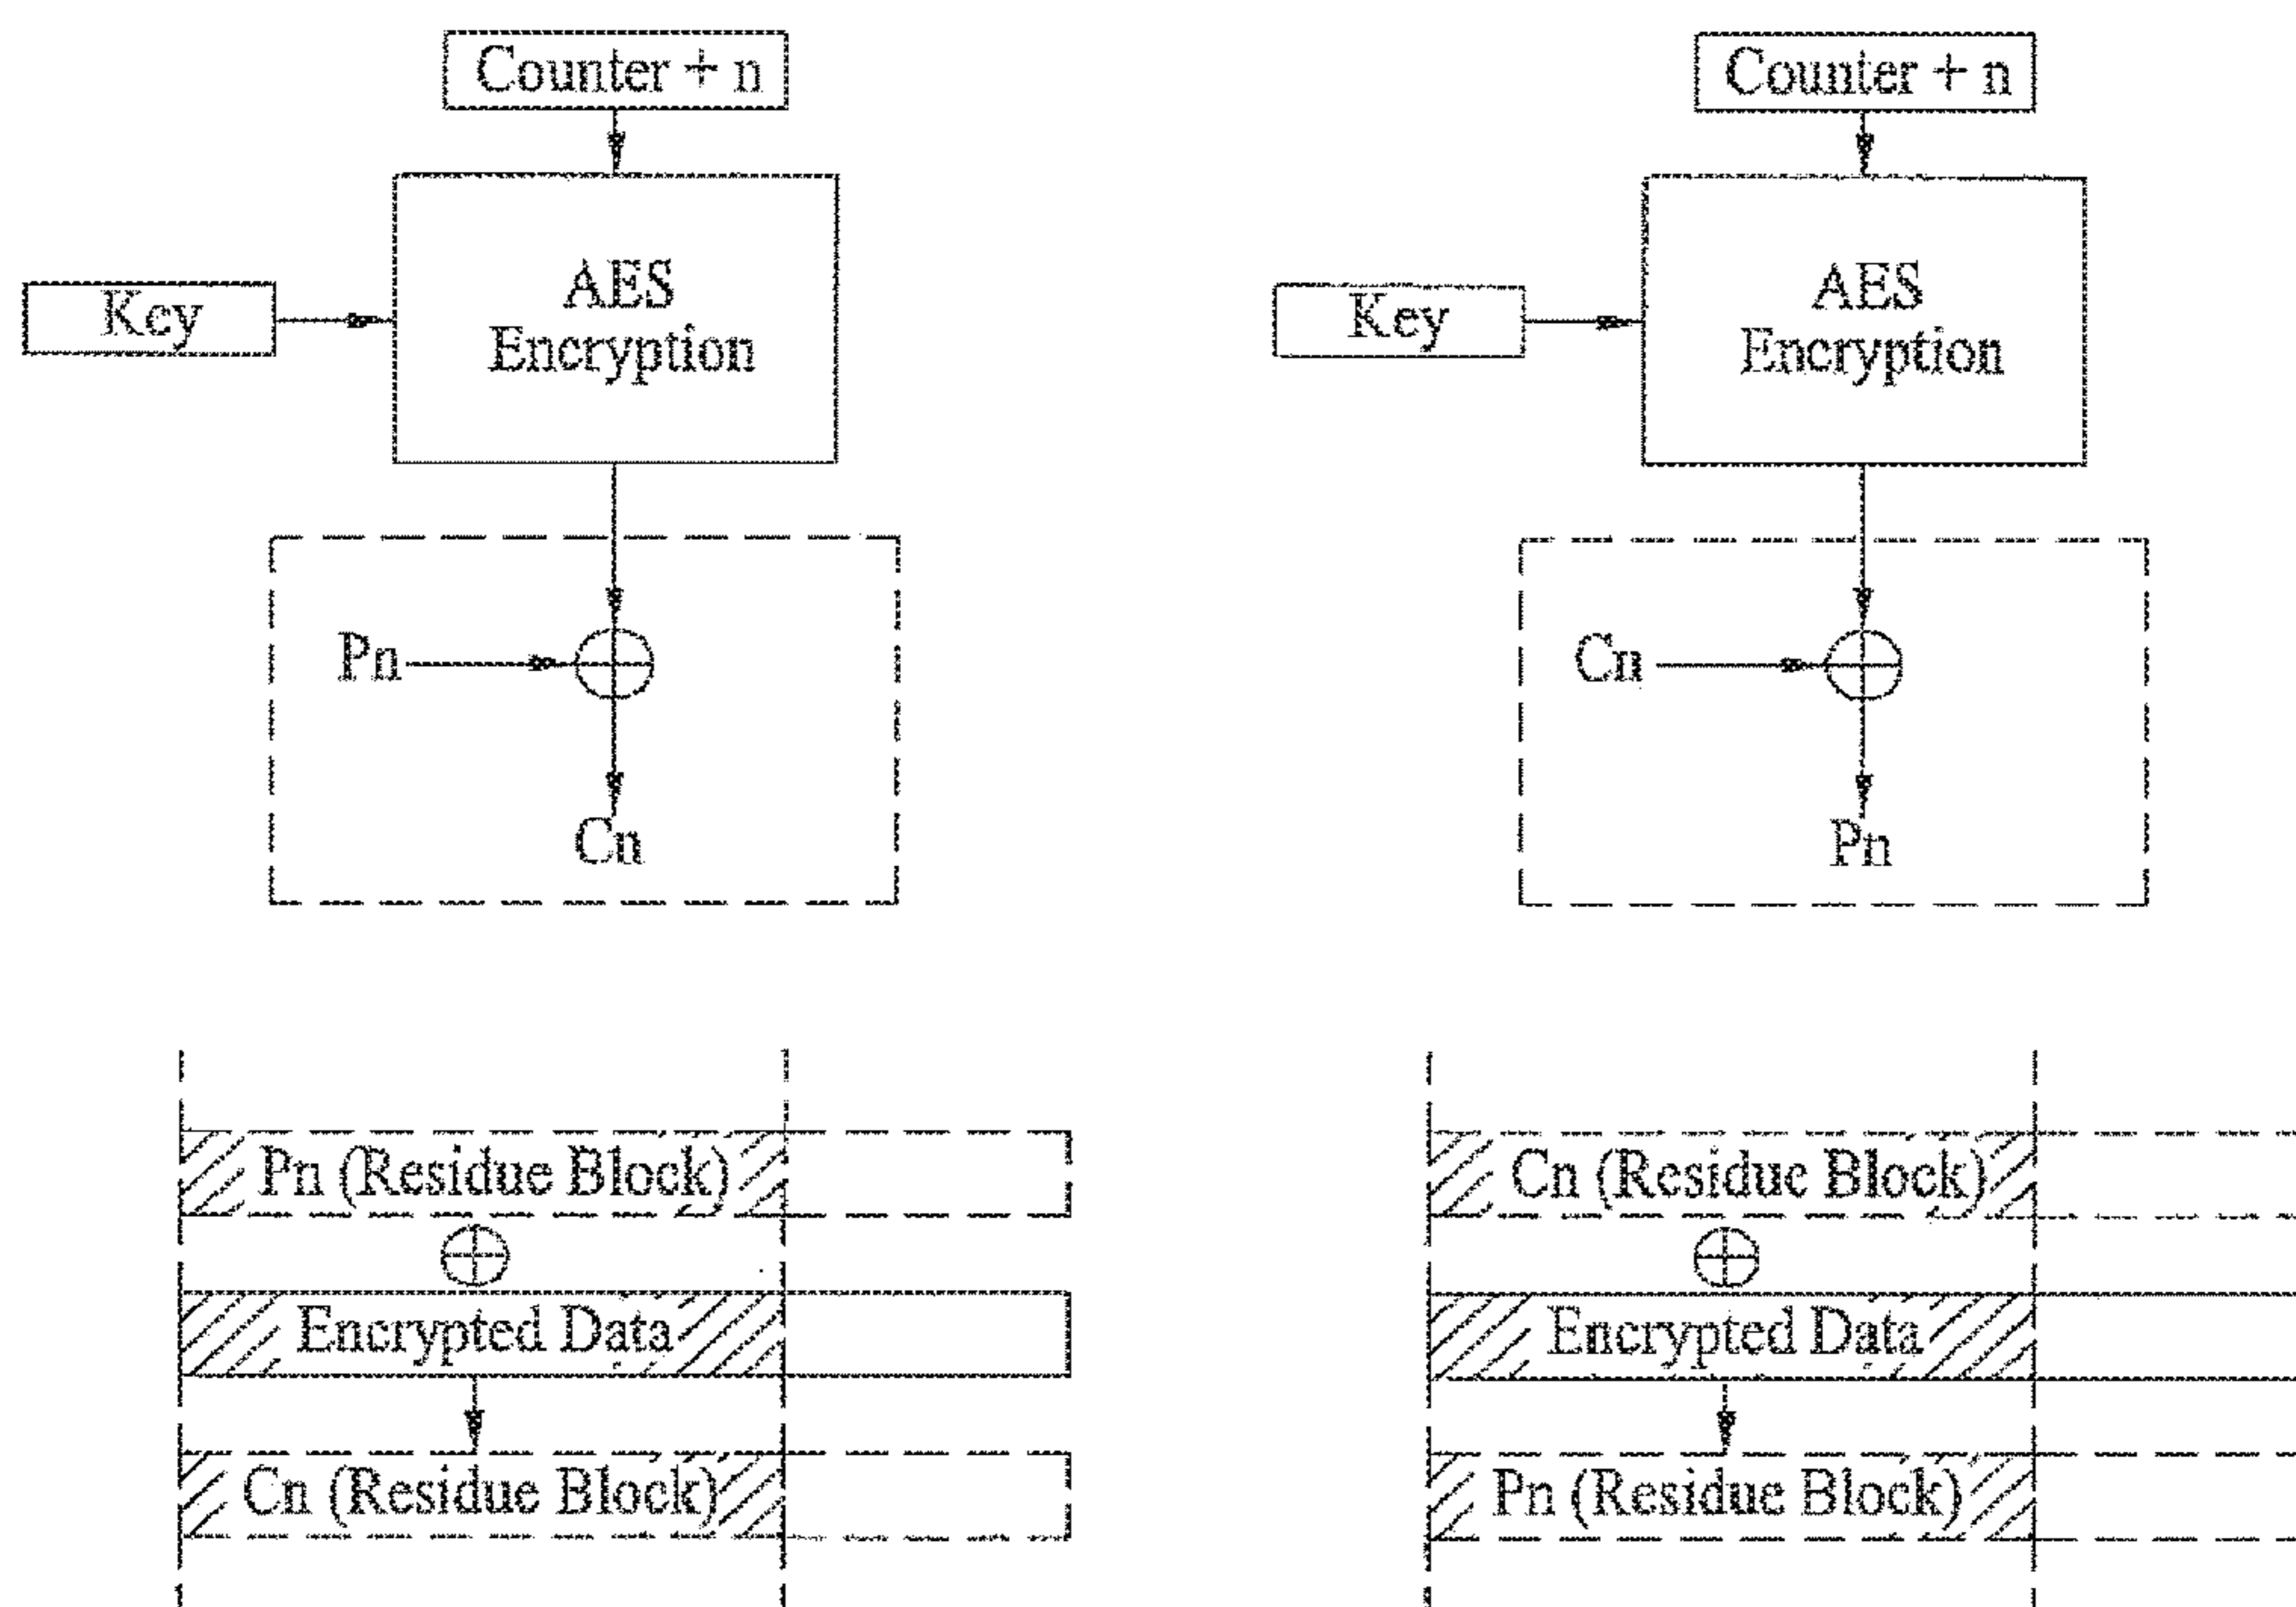 Counter + n
AES
Encryption
Key
Pn
Cn
Pn (Residue Block)
Encrypted Data
Cn (Residue Block)
Counter + n
AES
Encryption
Key
Cn
Pn
Cn (Residue Block)
Encrypted Data
Pn (Residue Block)